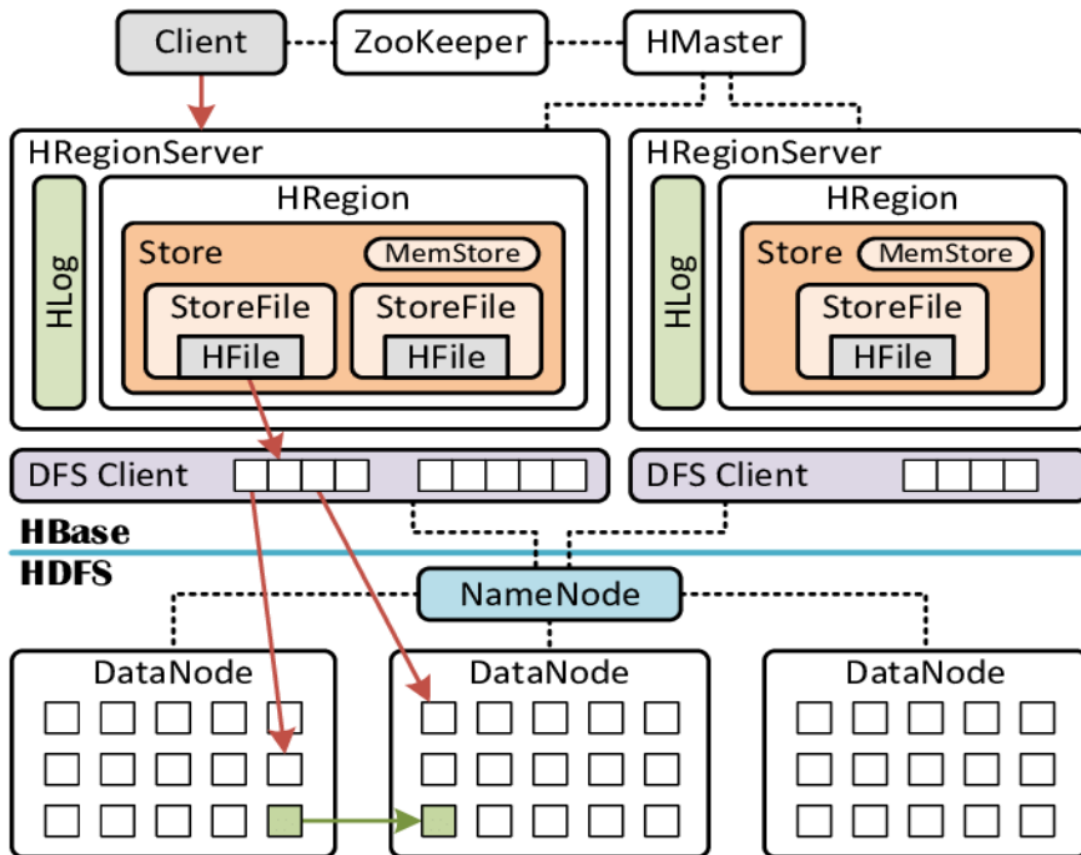 Client
ZooKeeper
HMaster
HRegionServer
HLog
HRegion
Store
MemStore
StoreFile
HFile
StoreFile
HFile
HRegionServer
HLog
HRegion
Store
MemStore
StoreFile
HFile
DFS Client
DFS Client
HBase
HDFS
NameNode
DataNode
DataNode
DataNode